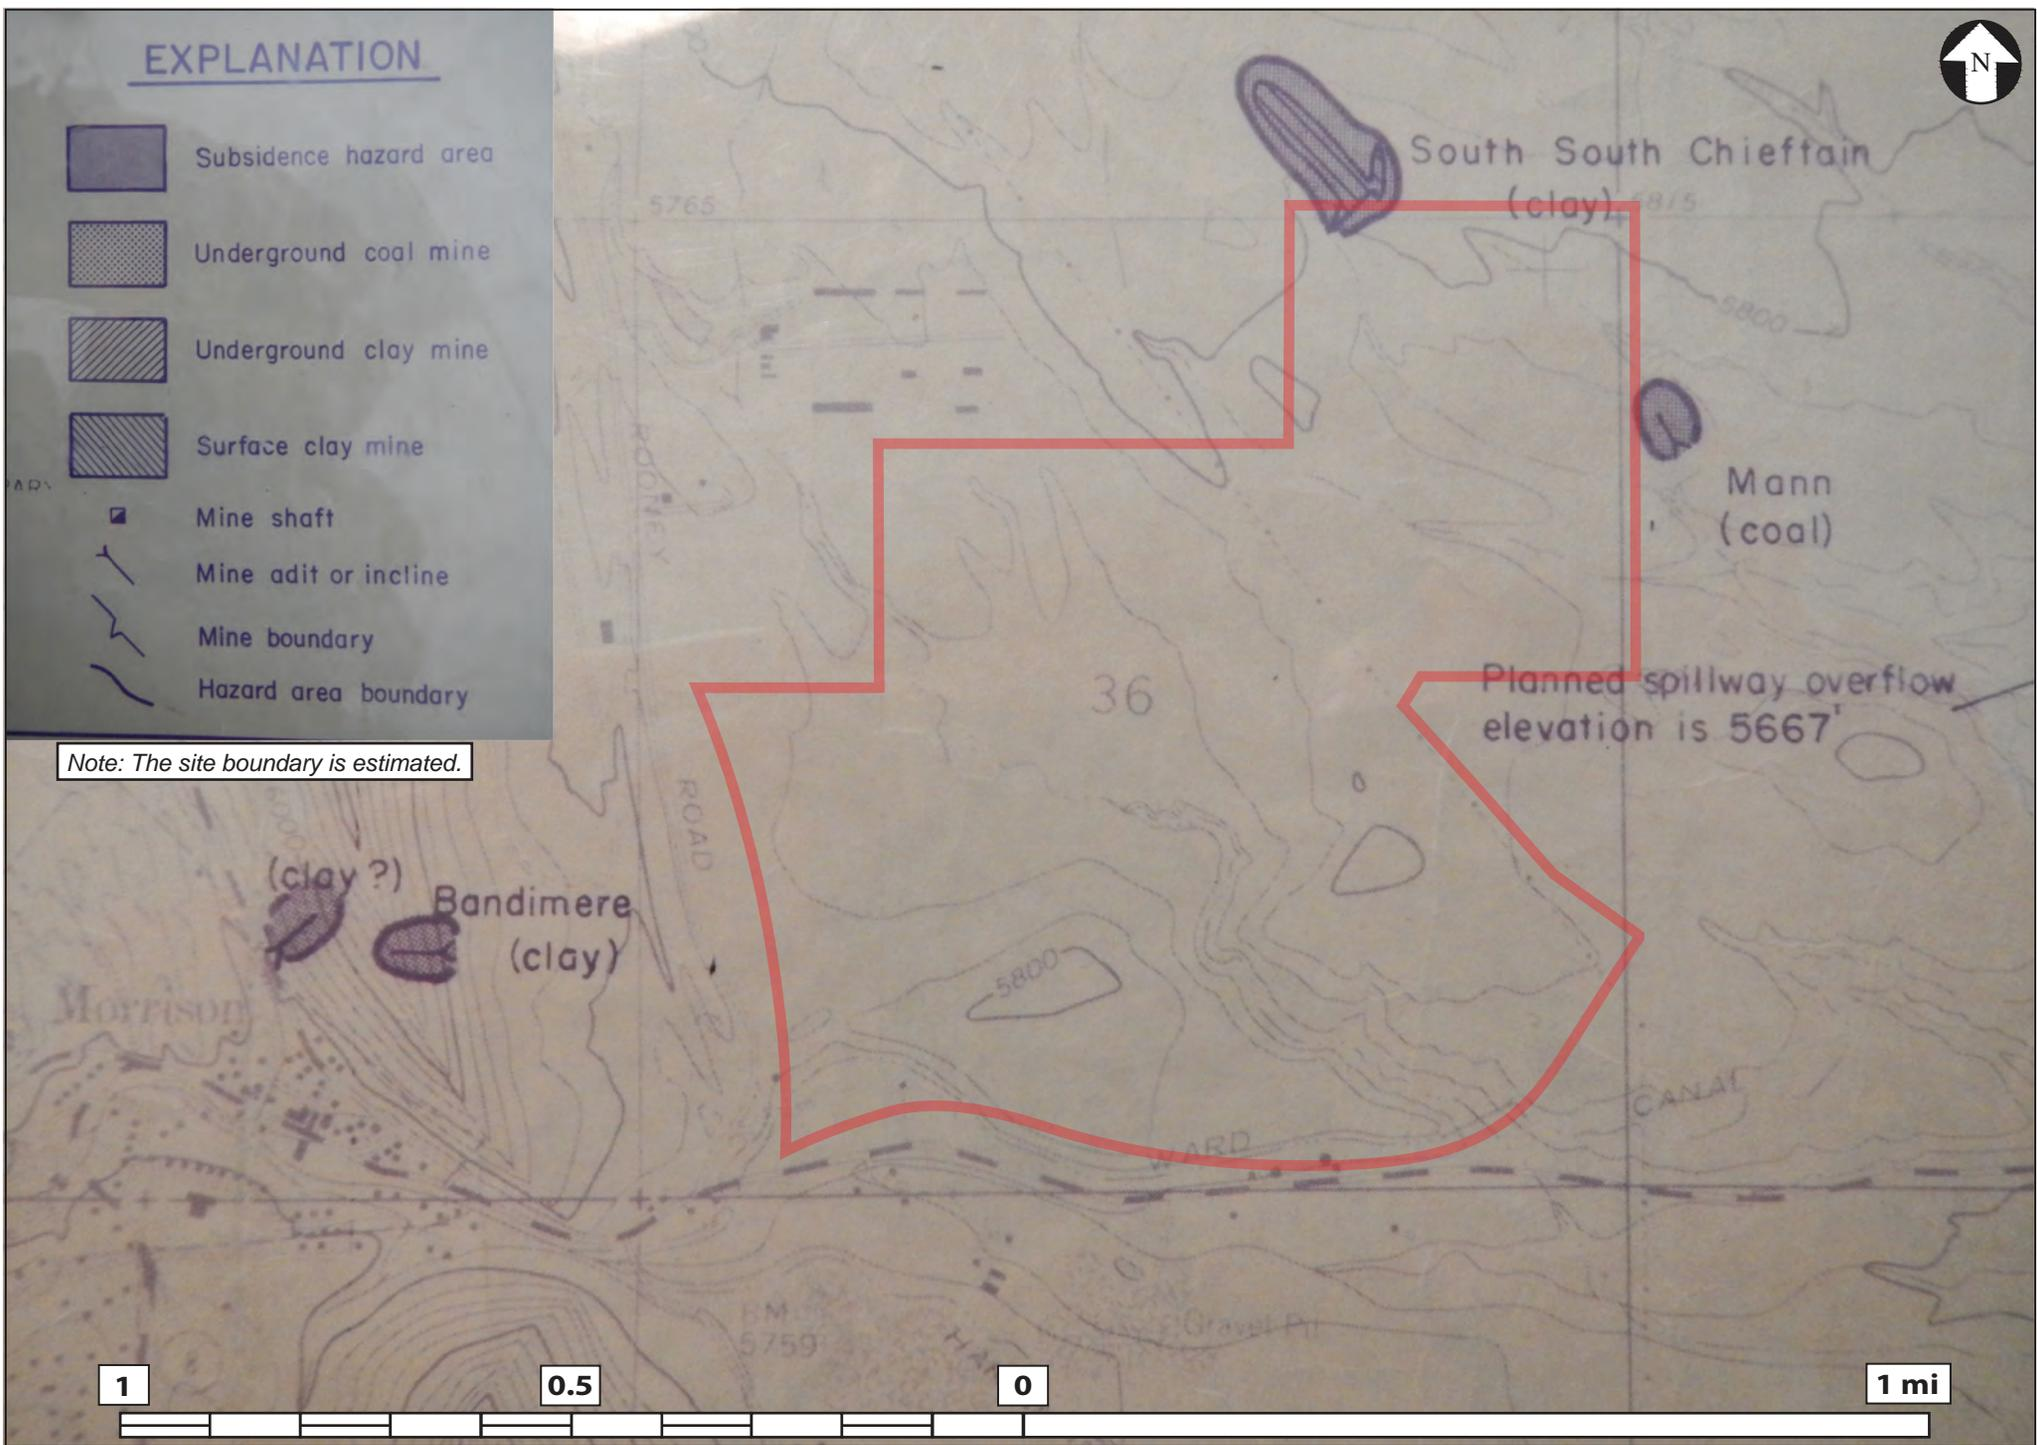 EXPLANATION
Subsidence hazard area
Underground coal mine
Underground clay mine
Surface clay mine
Mine shaft
Mine adit or incline
Mine boundary
Hazard area boundary
Note: The site boundary is estimated.
N
South South Chieftain
(clay)
5765
5815
5800
Mann
(coal)
ROONEY
36
Planned spillway overflow
elevation is 5667'
ROAD
(clay ?)
Bandimere
(clay)
Morrison
5800
CANAL
WARD
BM
5759
Gravel Pit
1
0.5
0
1 mi